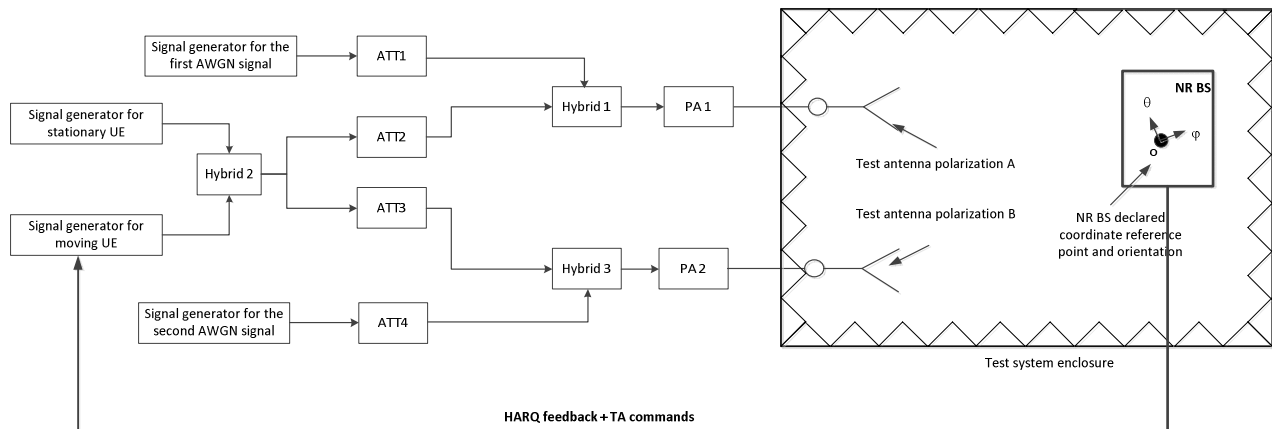 Signal generator for the
first AWGN signal
ATT1
Hybrid 1
PA 1
Signal generator for
stationary UE
ATT2
Hybrid 2
ATT3
Signal generator for
moving UE
Hybrid 3
PA 2
Signal generator for the
second AWGN signal
ATT4
Test antenna polarization A
Test antenna polarization B
NR BS
θ
φ
O
NR BS declared
coordinate reference
point and orientation
Test system enclosure
HARQ feedback + TA commands